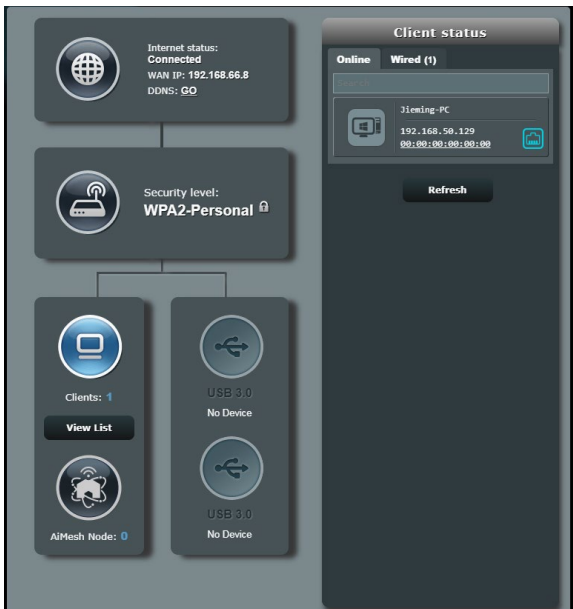 Internet status:
Connected
WAN IP: 192.168.66.8
DDNS: GO
Security level:
WPA2-Personal
Clients: 1
View List
AiMesh Node: 0
USB 3.0
No Device
USB 3.0
No Device
Client status
Online Wired (1)
Search
Jieming-PC
192.168.50.129
00:00:00:00:00:00
Refresh